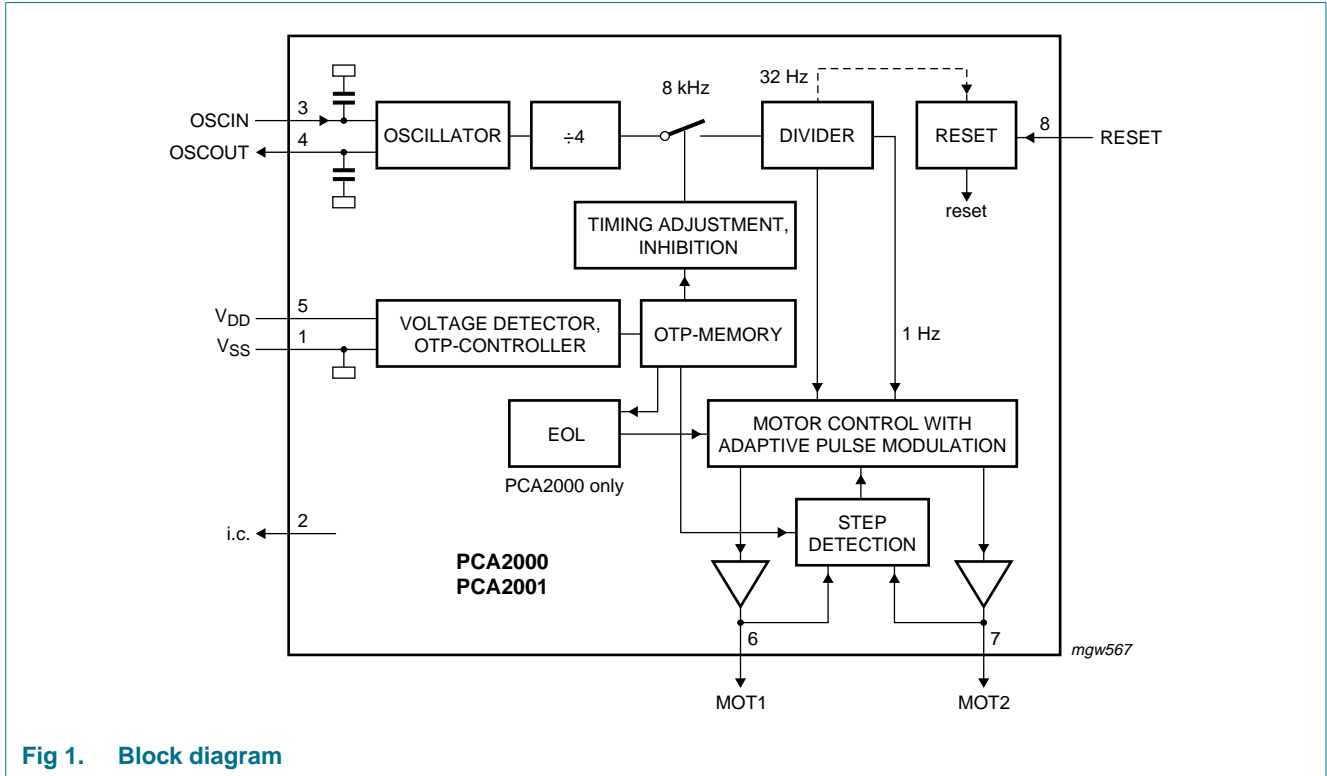 8 kHz
32 Hz
3
OSCIN
4
OSCOUT
OSCILLATOR
÷4
DIVIDER
RESET
8
RESET
reset
TIMING ADJUSTMENT,
INHIBITION
5
VDD
1
VSS
VOLTAGE DETECTOR,
OTP-CONTROLLER
OTP-MEMORY
1 Hz
EOL
PCA2000 only
MOTOR CONTROL WITH
ADAPTIVE PULSE MODULATION
2
i.c.
STEP
DETECTION
PCA2000
PCA2001
6
7
mgw567
MOT1
MOT2
Fig 1. Block diagram